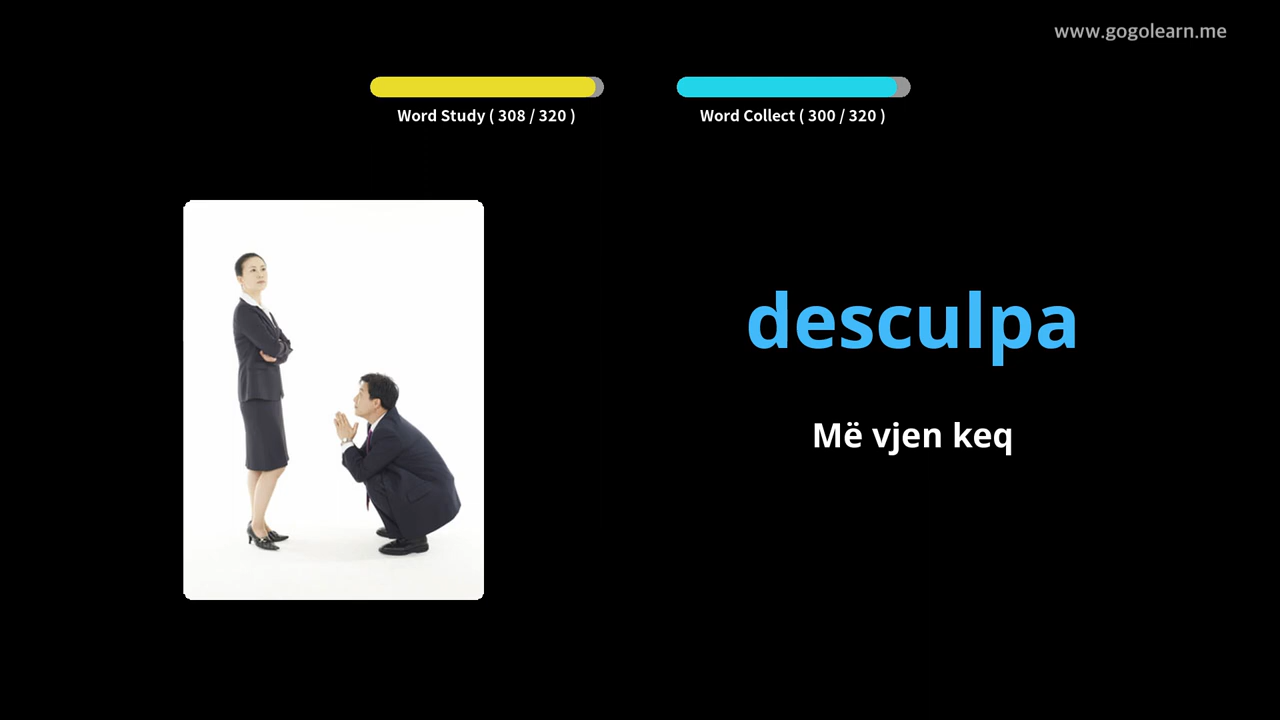 www.gogolearn.me
Word Study ( 308 / 320 )
Word Collect ( 300 / 320 )
desculpa
Më vjen keq